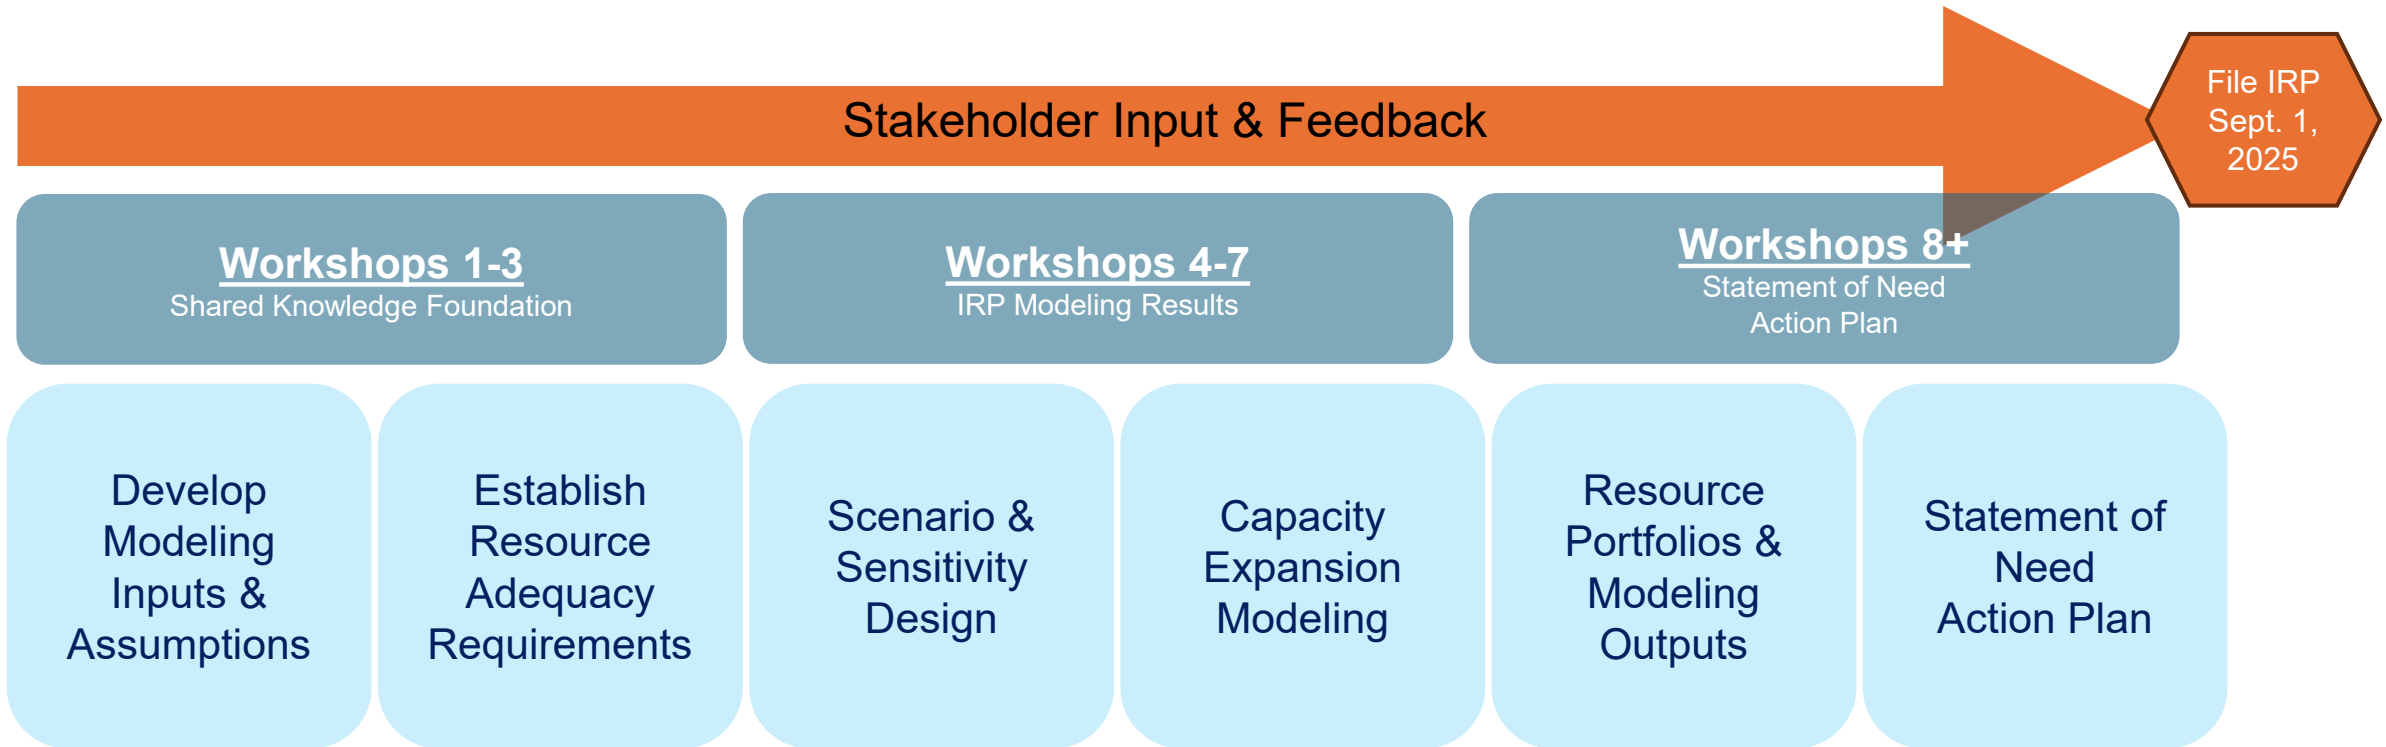 Stakeholder Input & Feedback
File IRP
Sept. 1,
2025
Workshops 1-3
Shared Knowledge Foundation
Workshops 4-7
IRP Modeling Results
Workshops 8+
Statement of Need
Action Plan
Develop
Modeling
Inputs &
Assumptions
Establish
Resource
Adequacy
Requirements
Scenario &
Sensitivity
Design
Capacity
Expansion
Modeling
Resource
Portfolios &
Modeling
Outputs
Statement of
Need
Action Plan